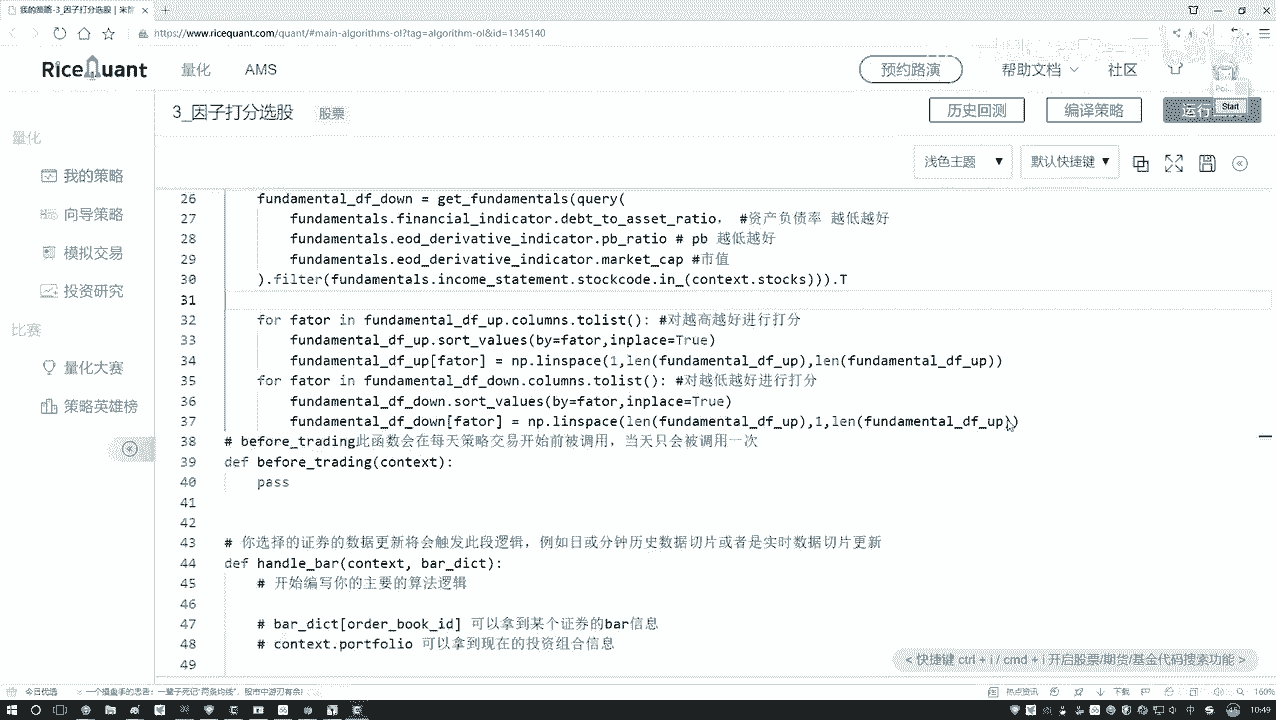 我的策略-3_因子打分选股 | 米
https://www.ricequant.com/quant/#main-algorithms-ol?tag=algorithm-ol&id=1345140
RiceQuant 量化 AMS 预约路演 帮助文档 社区
Start
3_因子打分选股 股票 历史回测 编译策略 运行
量化
浅色主题 ▼ 默认快捷键 ▼
我的策略
向导策略
模拟交易
投资研究
比赛
量化大赛
策略英雄榜
26 fundamental_df_down = get_fundamentals(query(
27 fundamentals.financial_indicator.debt_to_asset_ratio, #资产负债率 越低越好
28 fundamentals.eod_derivative_indicator.pb_ratio # pb 越低越好
29 fundamentals.eod_derivative_indicator.market_cap #市值
30 ).filter(fundamentals.income_statement.stockcode.in_(context.stocks))).T
31
32 for fator in fundamental_df_up.columns.tolist(): #对越高越好进行打分
33 fundamental_df_up.sort_values(by=fator,inplace=True)
34 fundamental_df_up[fator] = np.linspace(1,len(fundamental_df_up),len(fundamental_df_up))
35 for fator in fundamental_df_down.columns.tolist(): #对越低越好进行打分
36 fundamental_df_down.sort_values(by=fator,inplace=True)
37 fundamental_df_down[fator] = np.linspace(len(fundamental_df_up),1,len(fundamental_df_up))
38 # before_trading此函数会在每天策略交易开始前被调用，当天只会被调用一次
39 def before_trading(context):
40 pass
41
42
43 # 你选择的证券的数据更新将会触发此段逻辑，例如日或分钟历史数据切片或者是实时数据切片更新
44 def handle_bar(context, bar_dict):
45 # 开始编写你的主要的算法逻辑
46
47 # bar_dict[order_book_id] 可以拿到某个证券的bar信息
48 # context.portfolio 可以拿到现在的投资组合信息
49
< 快捷键 ctrl + i / cmd + i 开启股票/期货/基金代码搜索功能 >
今日优选 一个操盘手的忠告：一辈子死记"两条均线"，股市中游刃有余! 热点资讯 下载 160%
中 10:49